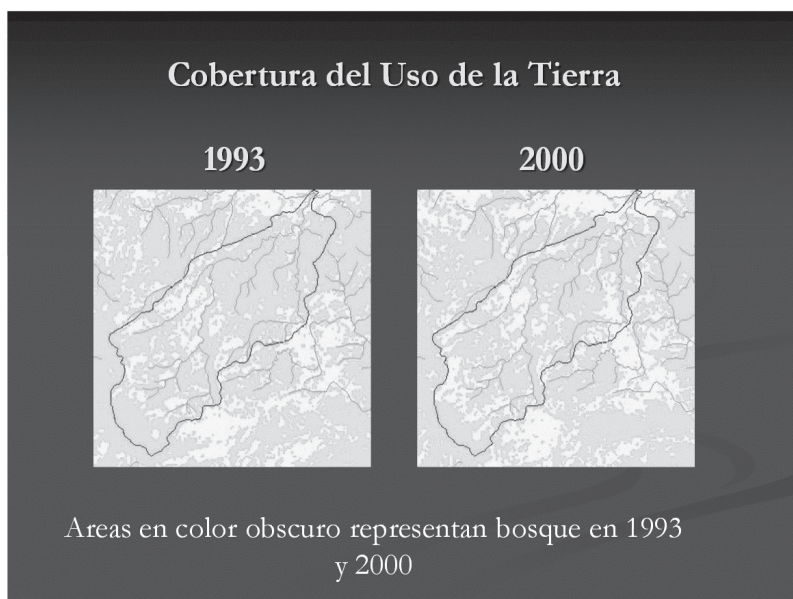 Cobertura del Uso de la Tierra
1993
2000
Areas en color obscuro representan bosque en 1993
y 2000